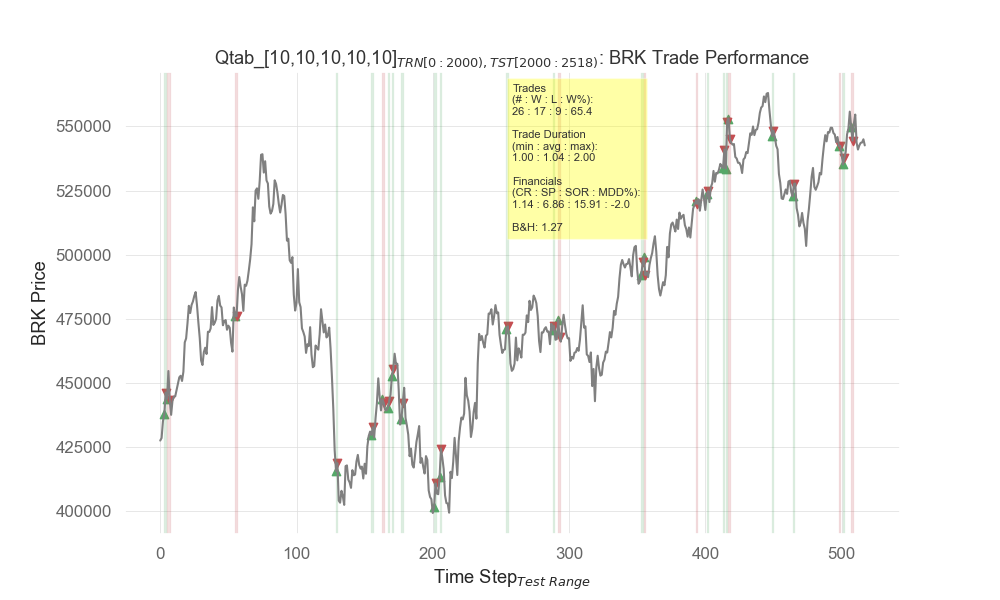 Qtab_[10,10,10,10,10]TRN[0 : 2000), TST[2000 : 2518): BRK Trade Performance
Trades
(# : W : L : W%):
26 : 17 : 9 : 65.4
Trade Duration
(min : avg : max):
1.00 : 1.04 : 2.00
Financials
(CR : SP : SOR : MDD%):
1.14 : 6.86 : 15.91 : -2.0
B&H: 1.27
BRK Price
550000
525000
500000
475000
450000
425000
400000
0 100 200 300 400 500
Time StepTest Range